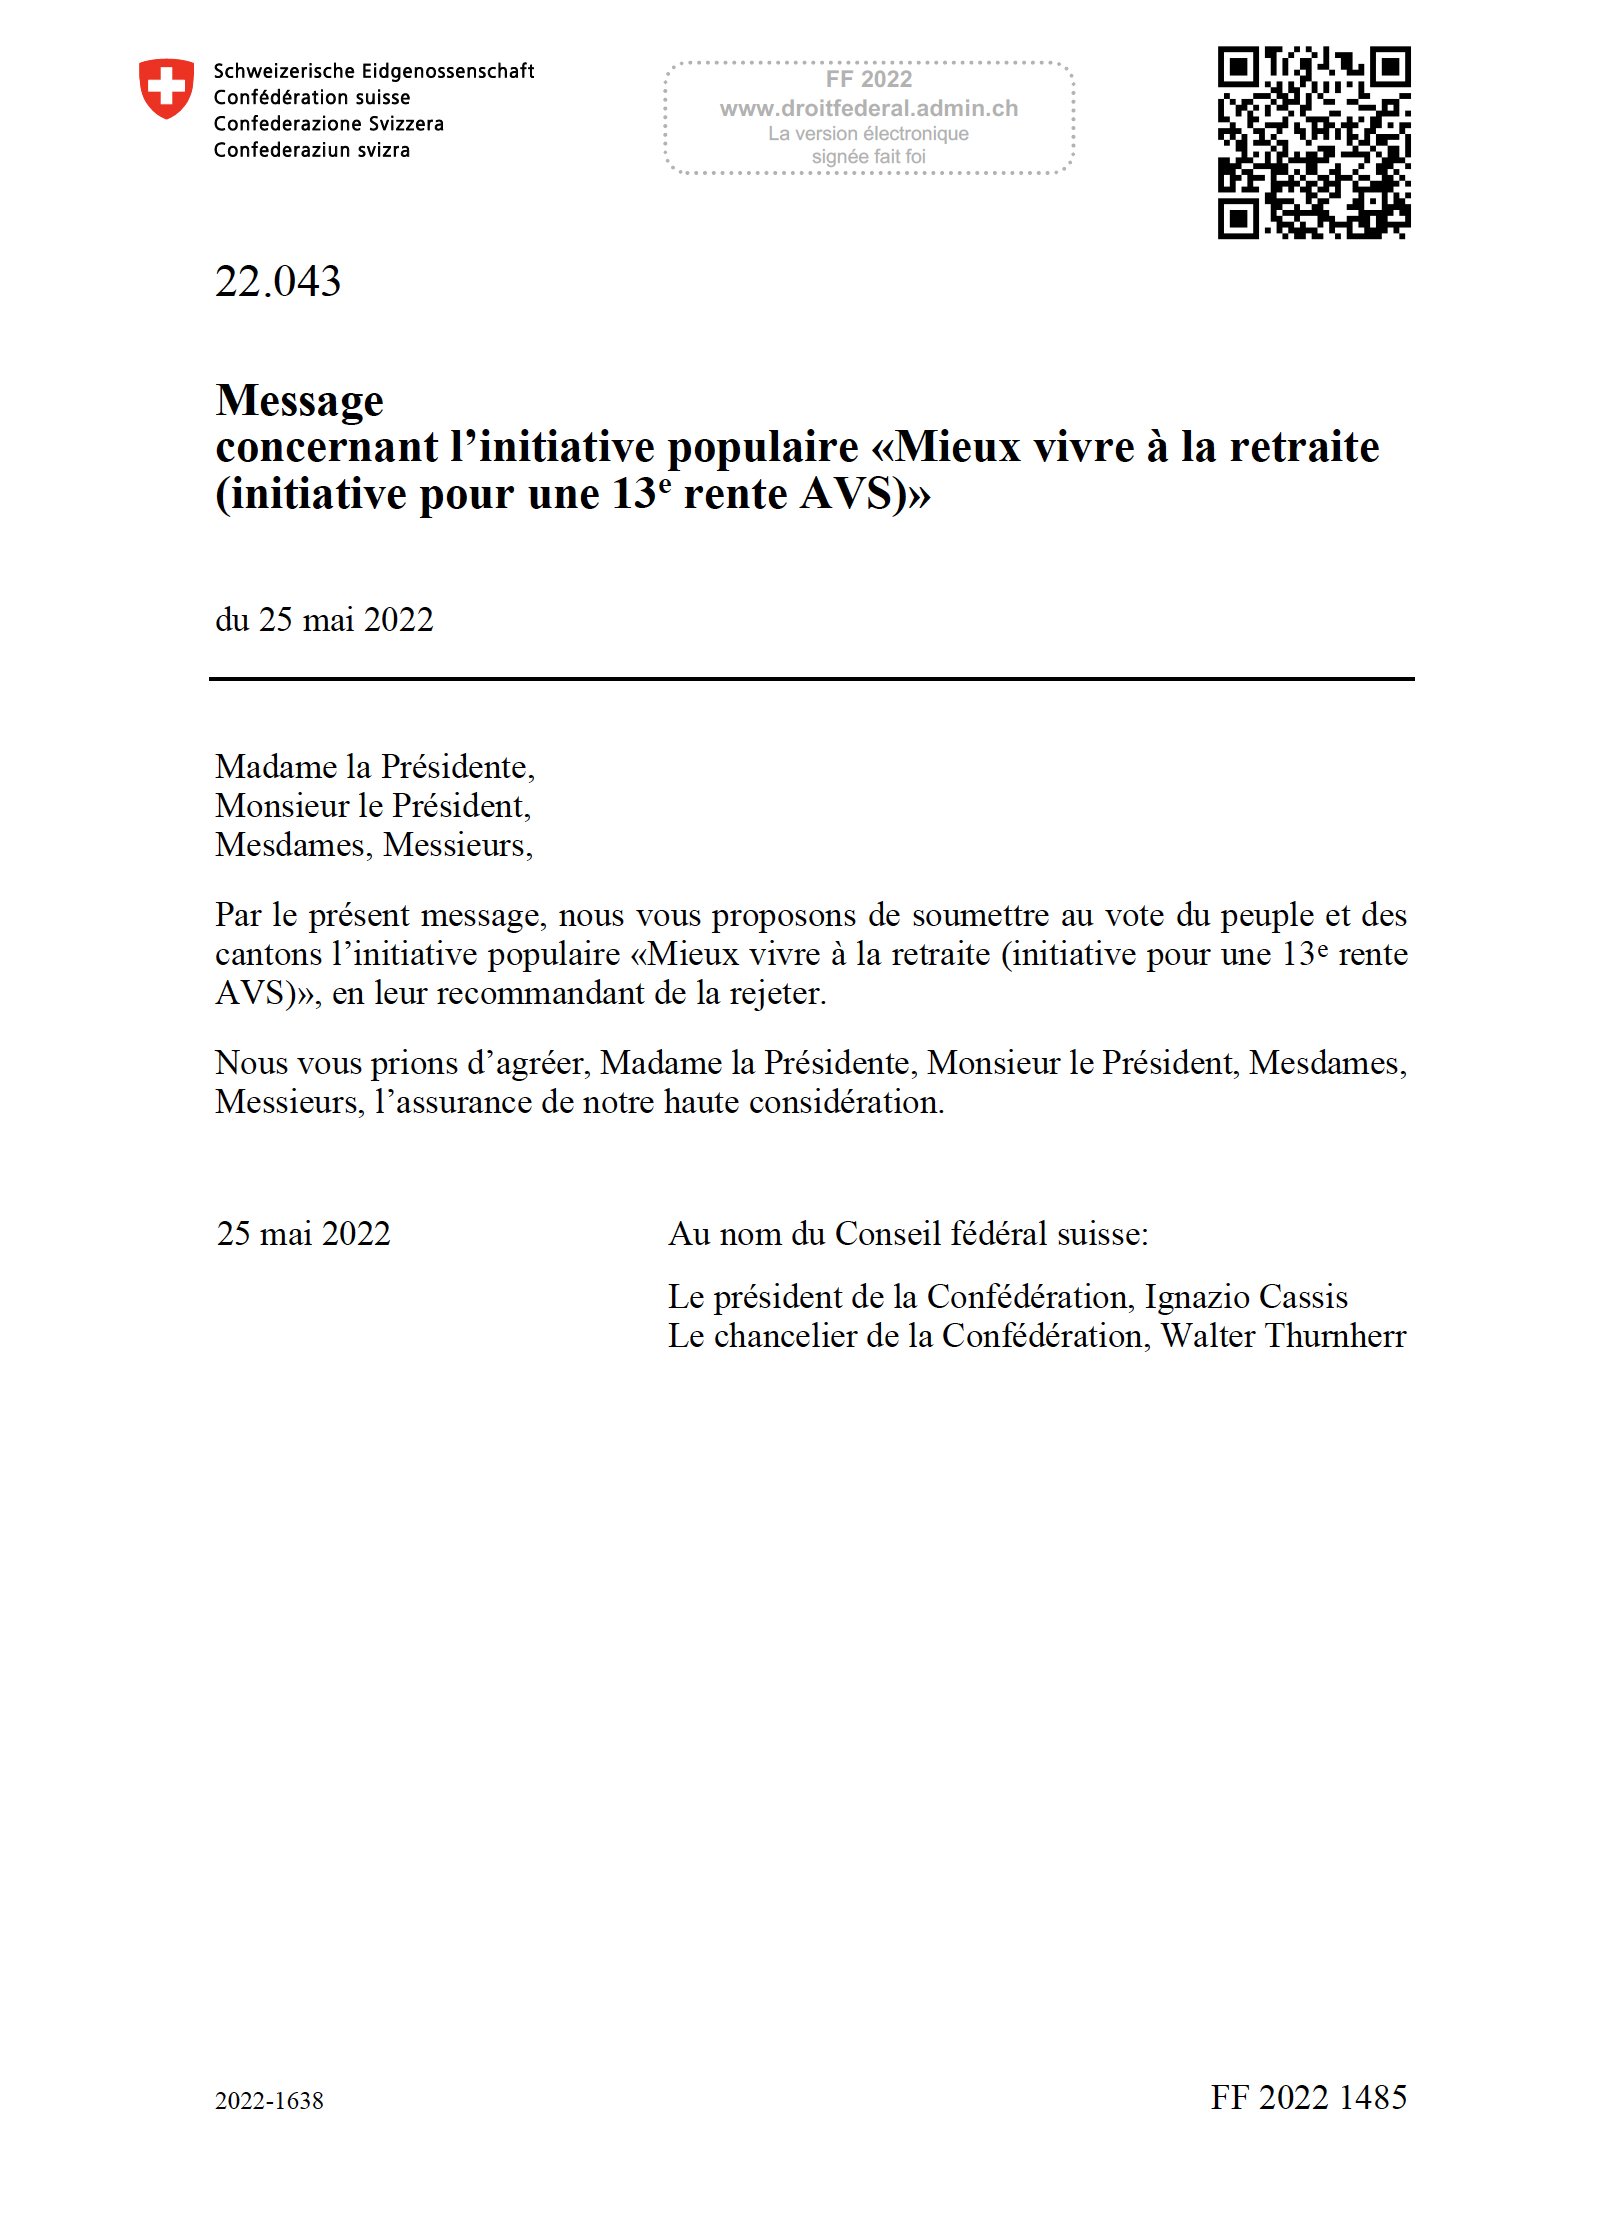 Schweizerische Eidgenossenschaft
Confédération suisse
Confederazione Svizzera
Confederaziun svizra
FF 2022
www.droitfederal.admin.ch
La version électronique
signée fait foi
22.043
Message
concernant l’initiative populaire «Mieux vivre à la retraite
(initiative pour une 13e rente AVS)»
du 25 mai 2022
Madame la Présidente,
Monsieur le Président,
Mesdames, Messieurs,
Par le présent message, nous vous proposons de soumettre au vote du peuple et des
cantons l’initiative populaire «Mieux vivre à la retraite (initiative pour une 13e rente
AVS)», en leur recommandant de la rejeter.
Nous vous prions d’agréer, Madame la Présidente, Monsieur le Président, Mesdames,
Messieurs, l’assurance de notre haute considération.
25 mai 2022
Au nom du Conseil fédéral suisse:
Le président de la Confédération, Ignazio Cassis
Le chancelier de la Confédération, Walter Thurnherr
2022-1638
FF 2022 1485